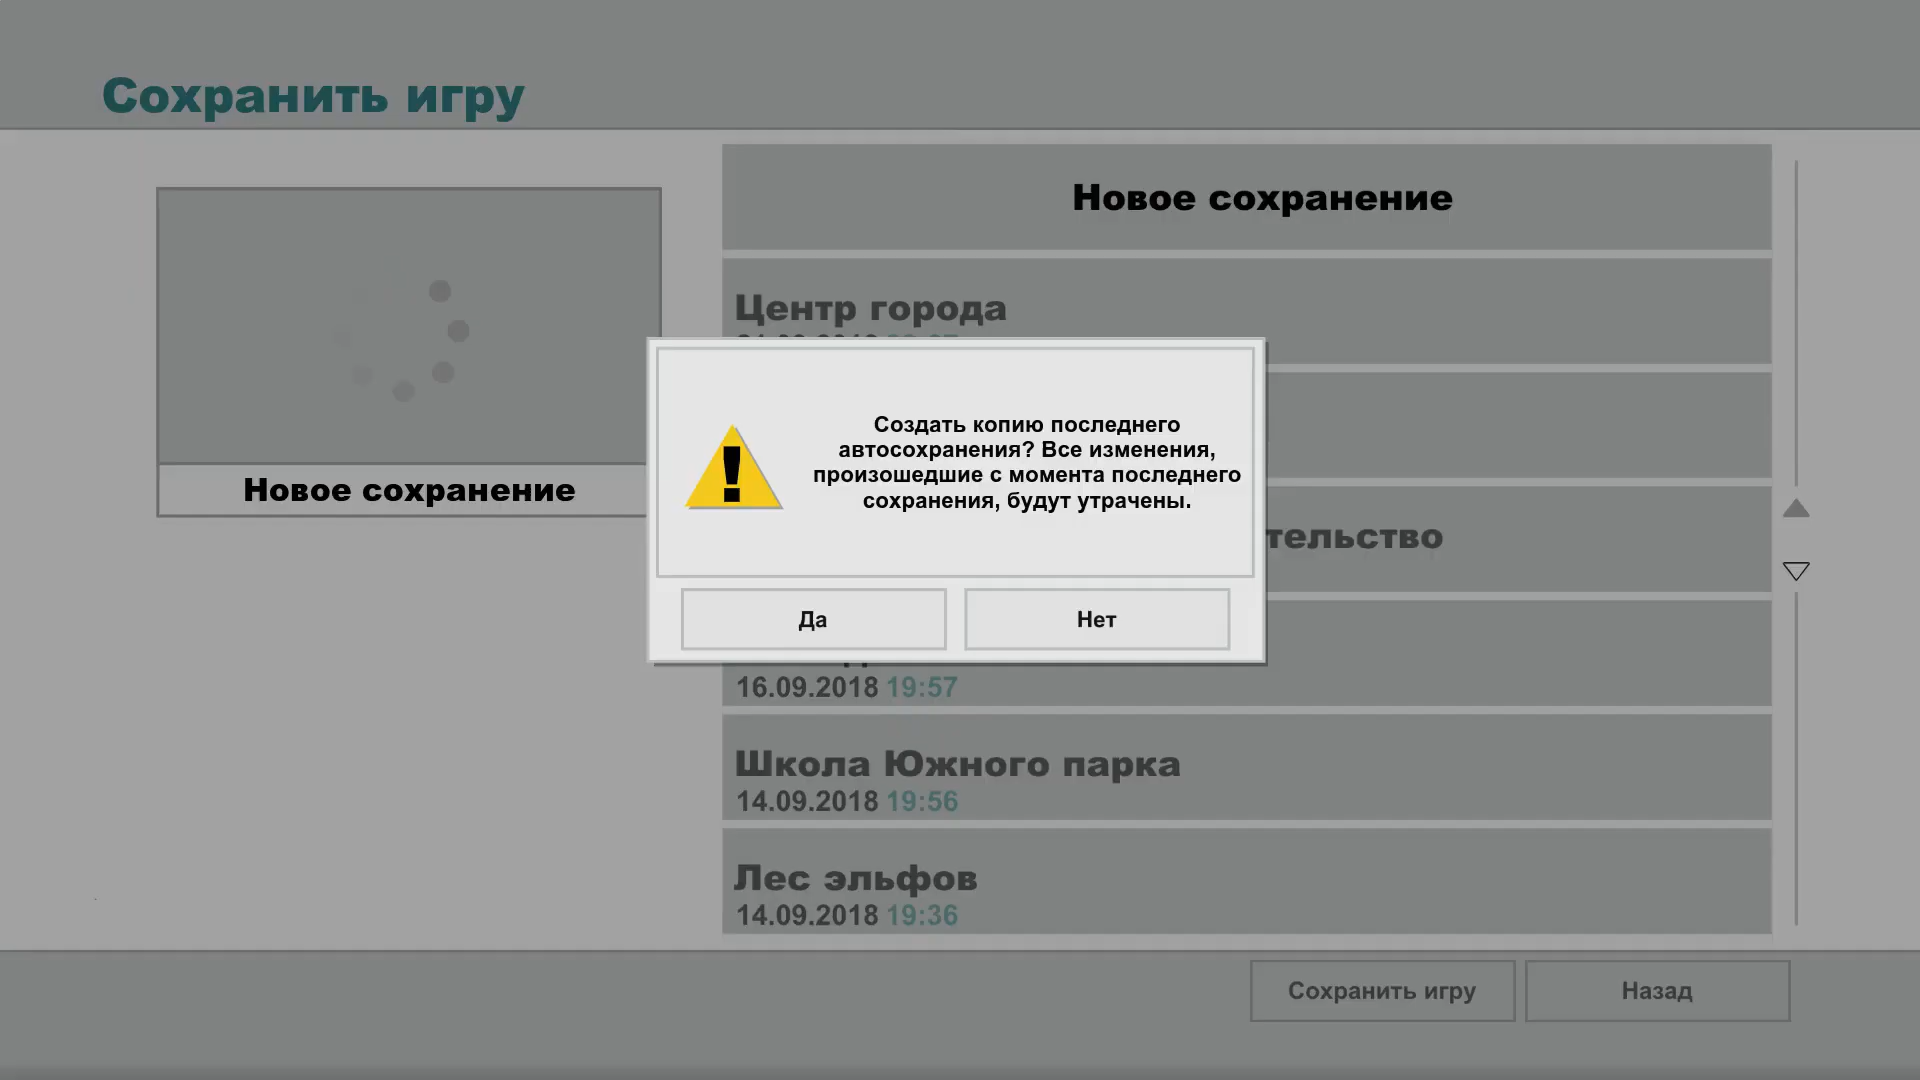 Сохранить игру
Новое сохранение
Центр города
Новое сохранение
Создать копию последнего
автосохранения? Все изменения,
произошедшие с момента последнего
сохранения, будут утрачены.
Да
Нет
16.09.2018 19:57
Школа Южного парка
14.09.2018 19:56
Лес эльфов
14.09.2018 19:36
Сохранить игру
Назад